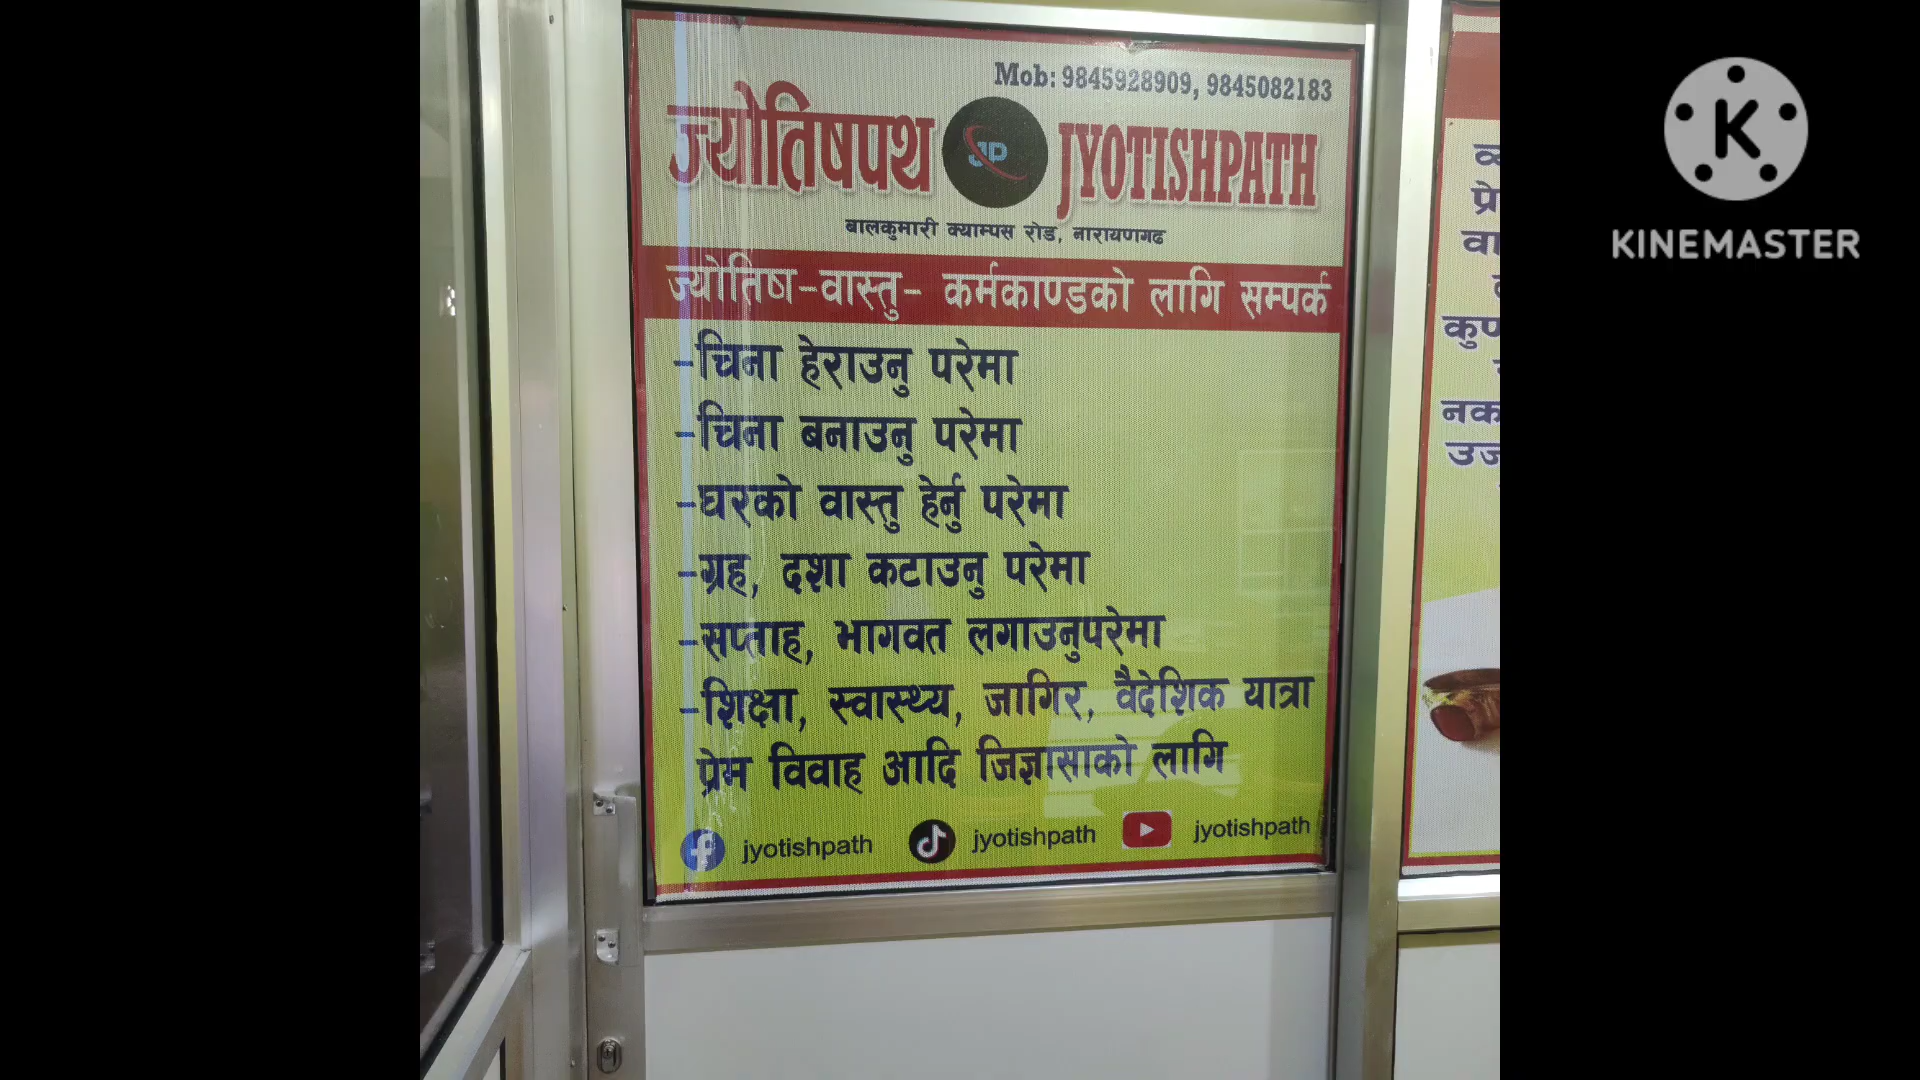 Mob: 9845928909, 9845082183
ज्योतिषपथ JP JYOTISHPATH
बालकुमारी क्याम्पस रोड, नारायणगढ
ज्योतिष-वास्तु- कर्मकाण्डको लागि सम्पर्क
-चिना हेराउनु परेमा
-चिना बनाउनु परेमा
-घरको वास्तु हेर्नु परेमा
-ग्रह, दशा कटाउनु परेमा
-सप्ताह, भागवत लगाउनुपरेमा
-शिक्षा, स्वास्थ्य, जागिर, वैदेशिक यात्रा
प्रेम विवाह आदि जिज्ञासाको लागि
jyotishpath jyotishpath jyotishpath
K
KINEMASTER